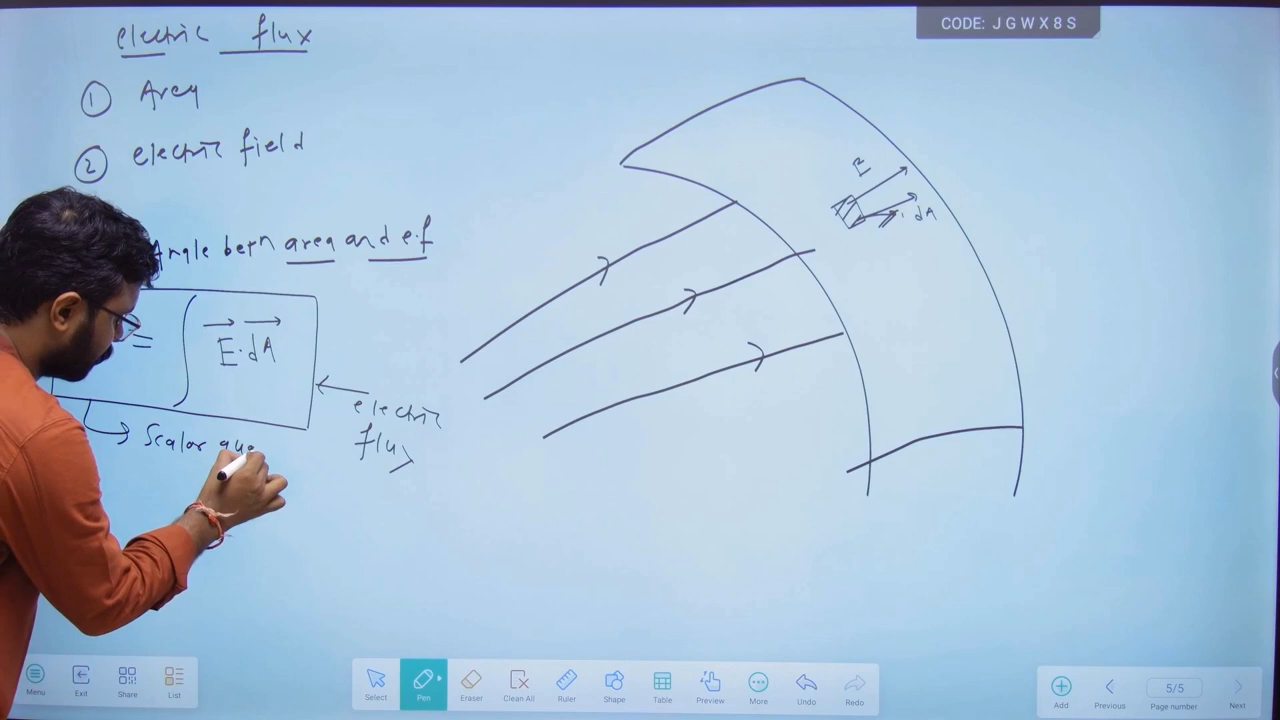 electric flux
① Area
② electric field
Angle betn area and e.f
= ∫ E⃗·dA⃗
electric
flux
Scalar qua
E
dA
CODE: J G W X 8 S
Menu
Exit
Share
List
Select
Pen
Eraser
Clean All
Ruler
Shape
Table
Preview
More
Undo
Redo
Add
Previous
5/5
Page number
Next